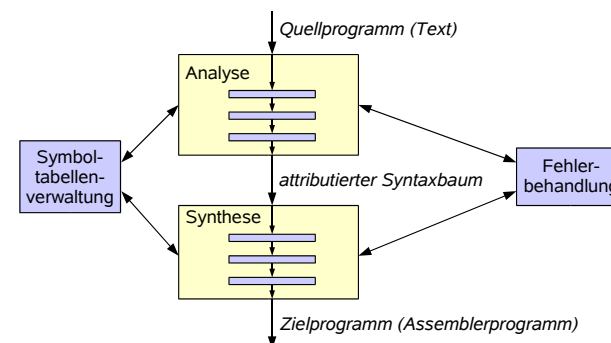 Quellprogramm (Text)
Analyse
Symbol-
tabellen-
verwaltung
attributierter Syntaxbaum
Fehler-
behandlung
Synthese
Zielprogramm (Assemblerprogramm)